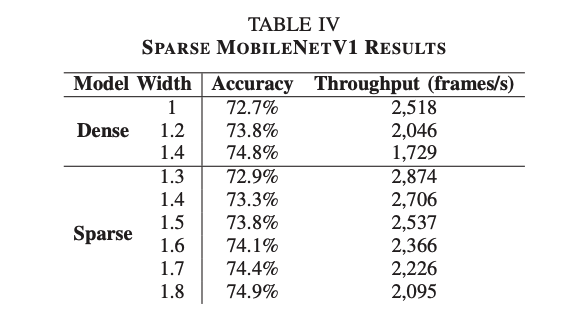 TABLE IV
SPARSE MOBILENETV1 RESULTS
Model Width Accuracy Throughput (frames/s)
1 72.7% 2,518
Dense 1.2 73.8% 2,046
1.4 74.8% 1,729
1.3 72.9% 2,874
1.4 73.3% 2,706
1.5 73.8% 2,537
Sparse
1.6 74.1% 2,366
1.7 74.4% 2,226
1.8 74.9% 2,095